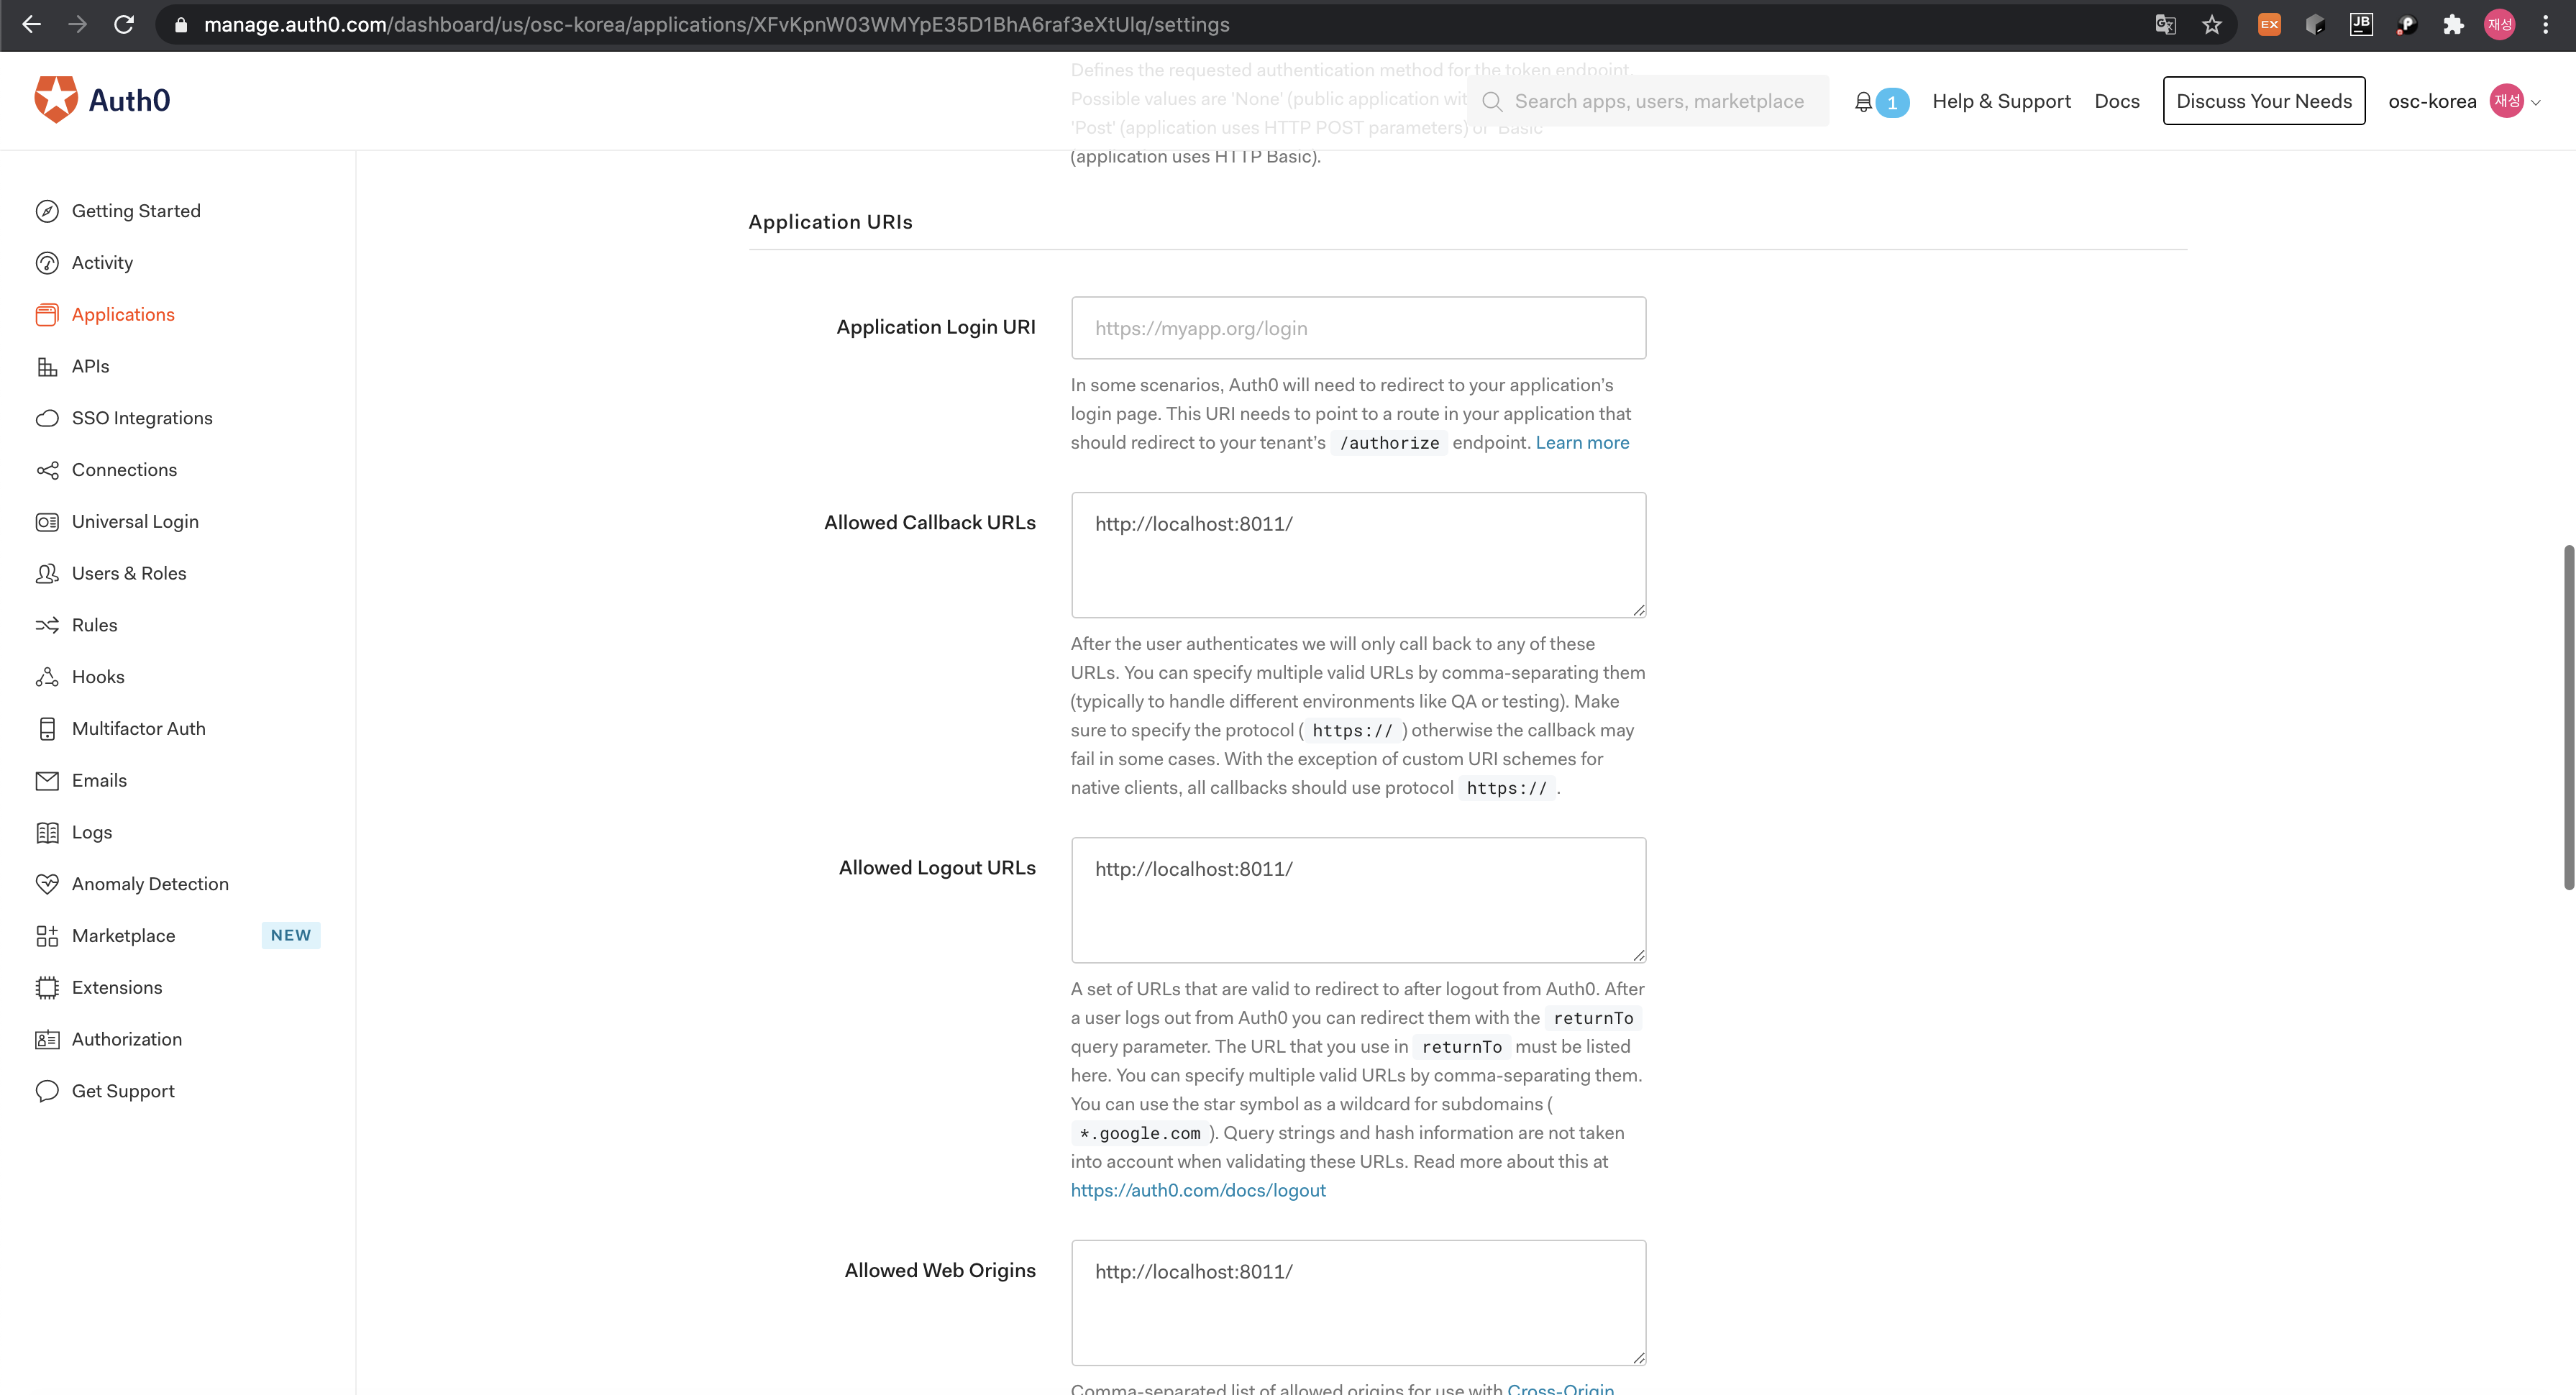 manage.auth0.com/dashboard/us/osc-korea/applications/XFvKpnW03WMYpE35D1BhA6raf3eXtUlq/settings
EX
JB
재성
Auth0
Search apps, users, marketplace
1
Help & Support
Docs
Discuss Your Needs
osc-korea
재성
Getting Started
Activity
Applications
APIs
SSO Integrations
Connections
Universal Login
Users & Roles
Rules
Hooks
Multifactor Auth
Emails
Logs
Anomaly Detection
Marketplace
NEW
Extensions
Authorization
Get Support
Defines the requested authentication method for the token endpoint.
Possible values are 'None' (public application wit
'Post' (application uses HTTP POST parameters) or 'Basic'
(application uses HTTP Basic).
Application URIs
Application Login URI
https://myapp.org/login
In some scenarios, Auth0 will need to redirect to your application's
login page. This URI needs to point to a route in your application that
should redirect to your tenant's /authorize endpoint. Learn more
Allowed Callback URLs
http://localhost:8011/
After the user authenticates we will only call back to any of these
URLs. You can specify multiple valid URLs by comma-separating them
(typically to handle different environments like QA or testing). Make
sure to specify the protocol ( https:// ) otherwise the callback may
fail in some cases. With the exception of custom URI schemes for
native clients, all callbacks should use protocol https:// .
Allowed Logout URLs
http://localhost:8011/
A set of URLs that are valid to redirect to after logout from Auth0. After
a user logs out from Auth0 you can redirect them with the returnTo
query parameter. The URL that you use in returnTo must be listed
here. You can specify multiple valid URLs by comma-separating them.
You can use the star symbol as a wildcard for subdomains (
*.google.com ). Query strings and hash information are not taken
into account when validating these URLs. Read more about this at
https://auth0.com/docs/logout
Allowed Web Origins
http://localhost:8011/
Comma-separated list of allowed origins for use with Cross-Origin